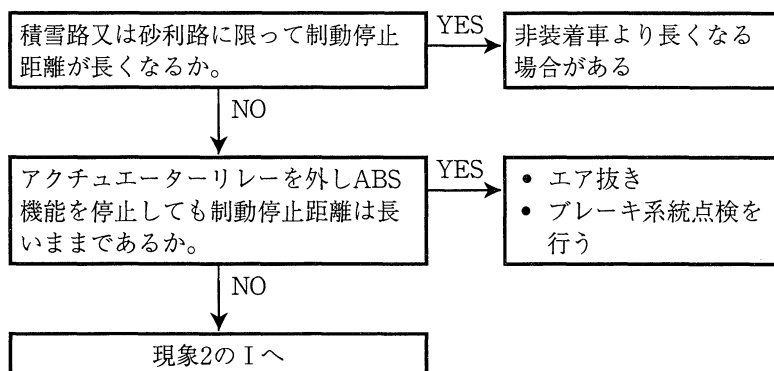 積雪路又は砂利路に限って制動停止
距離が長くなるか。
YES
非装着車より長くなる
場合がある
NO
アクチュエーターリレーを外しABS
機能を停止しても制動停止距離は長
いままであるか。
YES
• エア抜き
• ブレーキ系統点検を
行う
NO
現象2のIへ